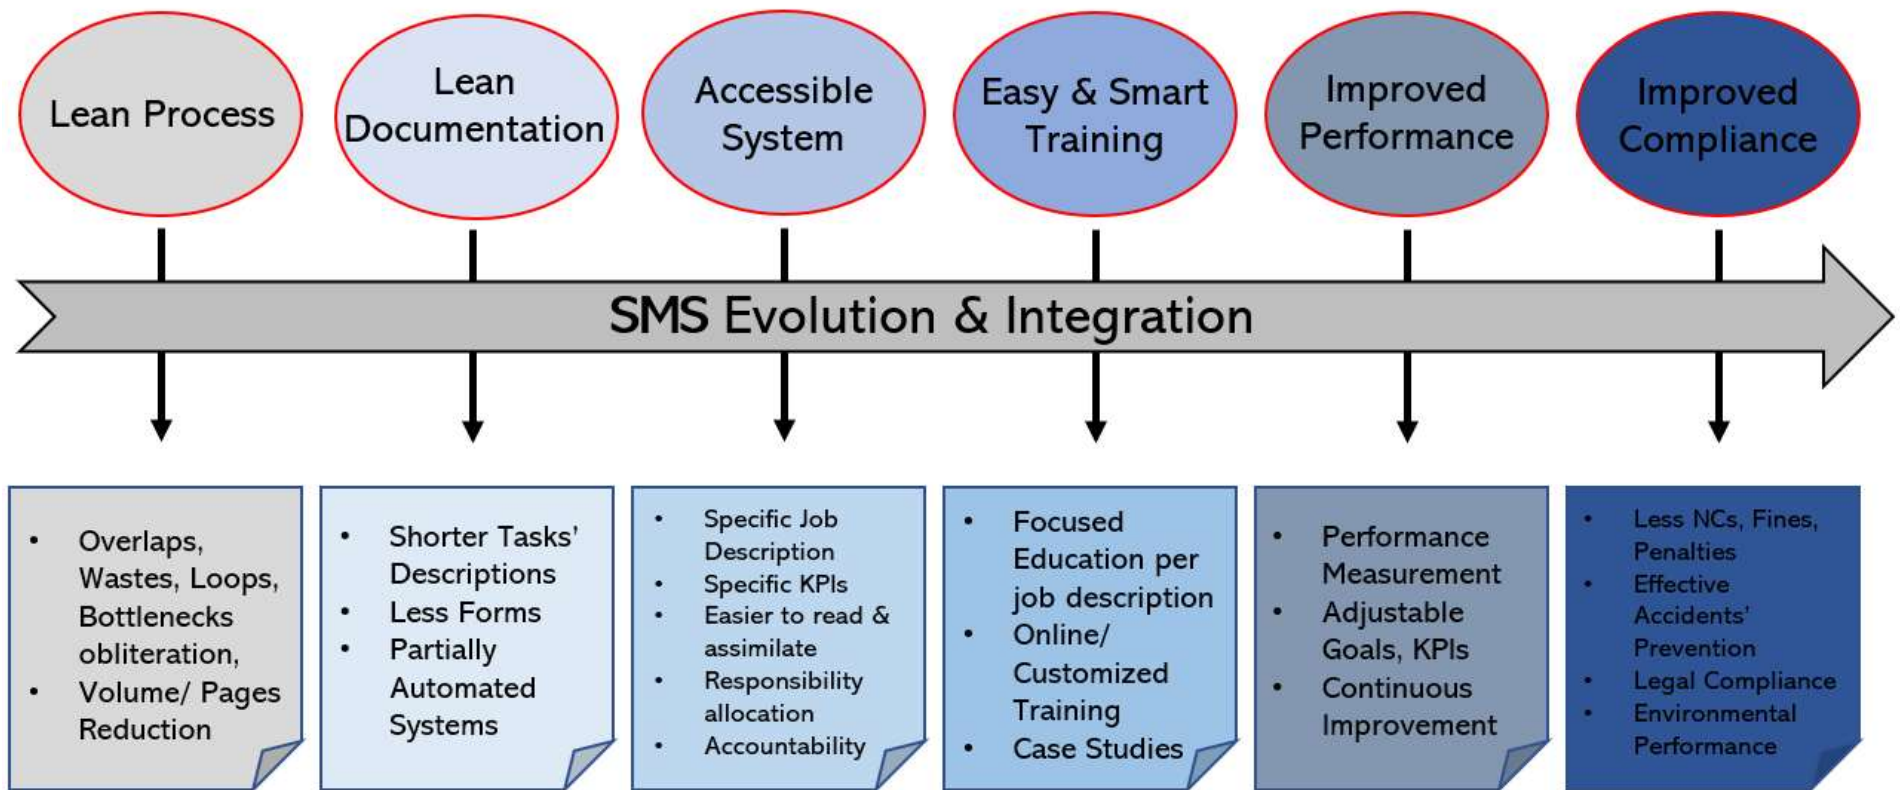 Lean Process
Lean
Documentation
Accessible
System
Easy & Smart
Training
Improved
Performance
Improved
Compliance
SMS Evolution & Integration
• Overlaps,
Wastes, Loops,
Bottlenecks
obliteration,
• Volume/ Pages
Reduction
• Shorter Tasks’
Descriptions
• Less Forms
• Partially
Automated
Systems
• Specific Job
Description
• Specific KPIs
• Easier to read &
assimilate
• Responsibility
allocation
• Accountability
• Focused
Education per
job description
• Online/
Customized
Training
• Case Studies
• Performance
Measurement
• Adjustable
Goals, KPIs
• Continuous
Improvement
• Less NCs, Fines,
Penalties
• Effective
Accidents’
Prevention
• Legal Compliance
• Environmental
Performance